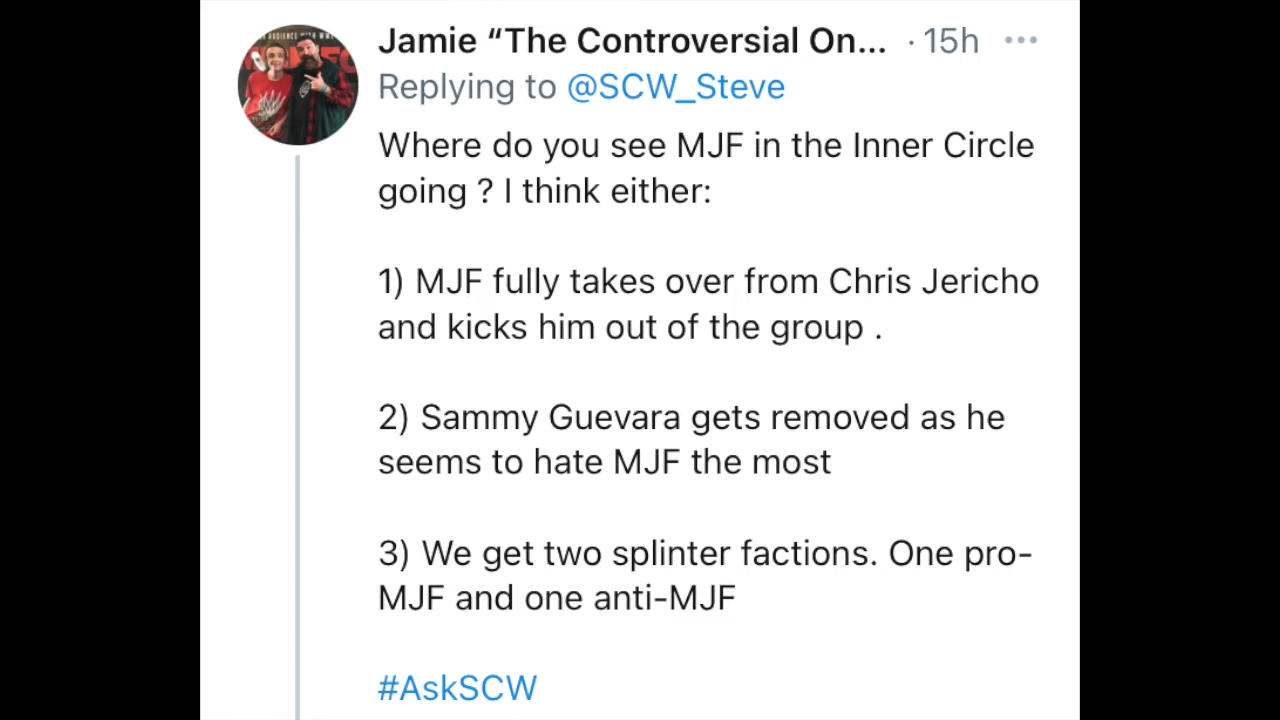 Jamie “The Controversial On... · 15h ...
Replying to @SCW_Steve
Where do you see MJF in the Inner Circle
going ? I think either:
1) MJF fully takes over from Chris Jericho
and kicks him out of the group .
2) Sammy Guevara gets removed as he
seems to hate MJF the most
3) We get two splinter factions. One pro-
MJF and one anti-MJF
#AskSCW